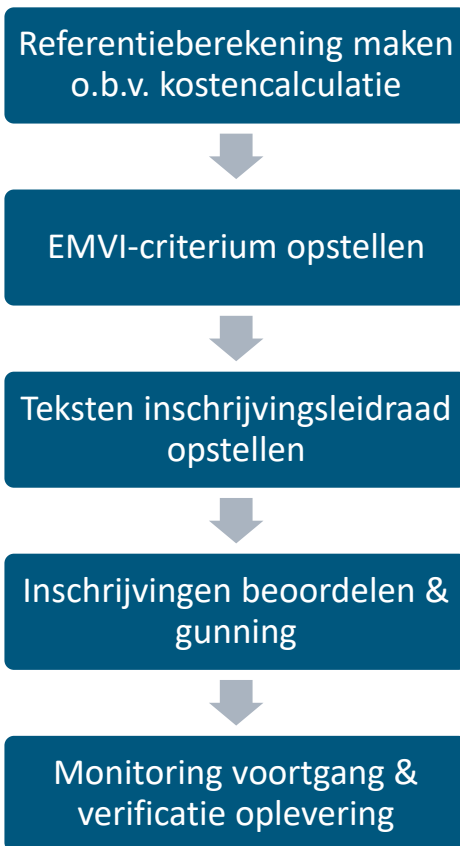 Referentieberekening maken
o.b.v. kostencalculatie
EMVI-criterium opstellen
Teksten inschrijvingsleidraad
opstellen
Inschrijvingen beoordelen &
gunning
Monitoring voortgang &
verificatie oplevering